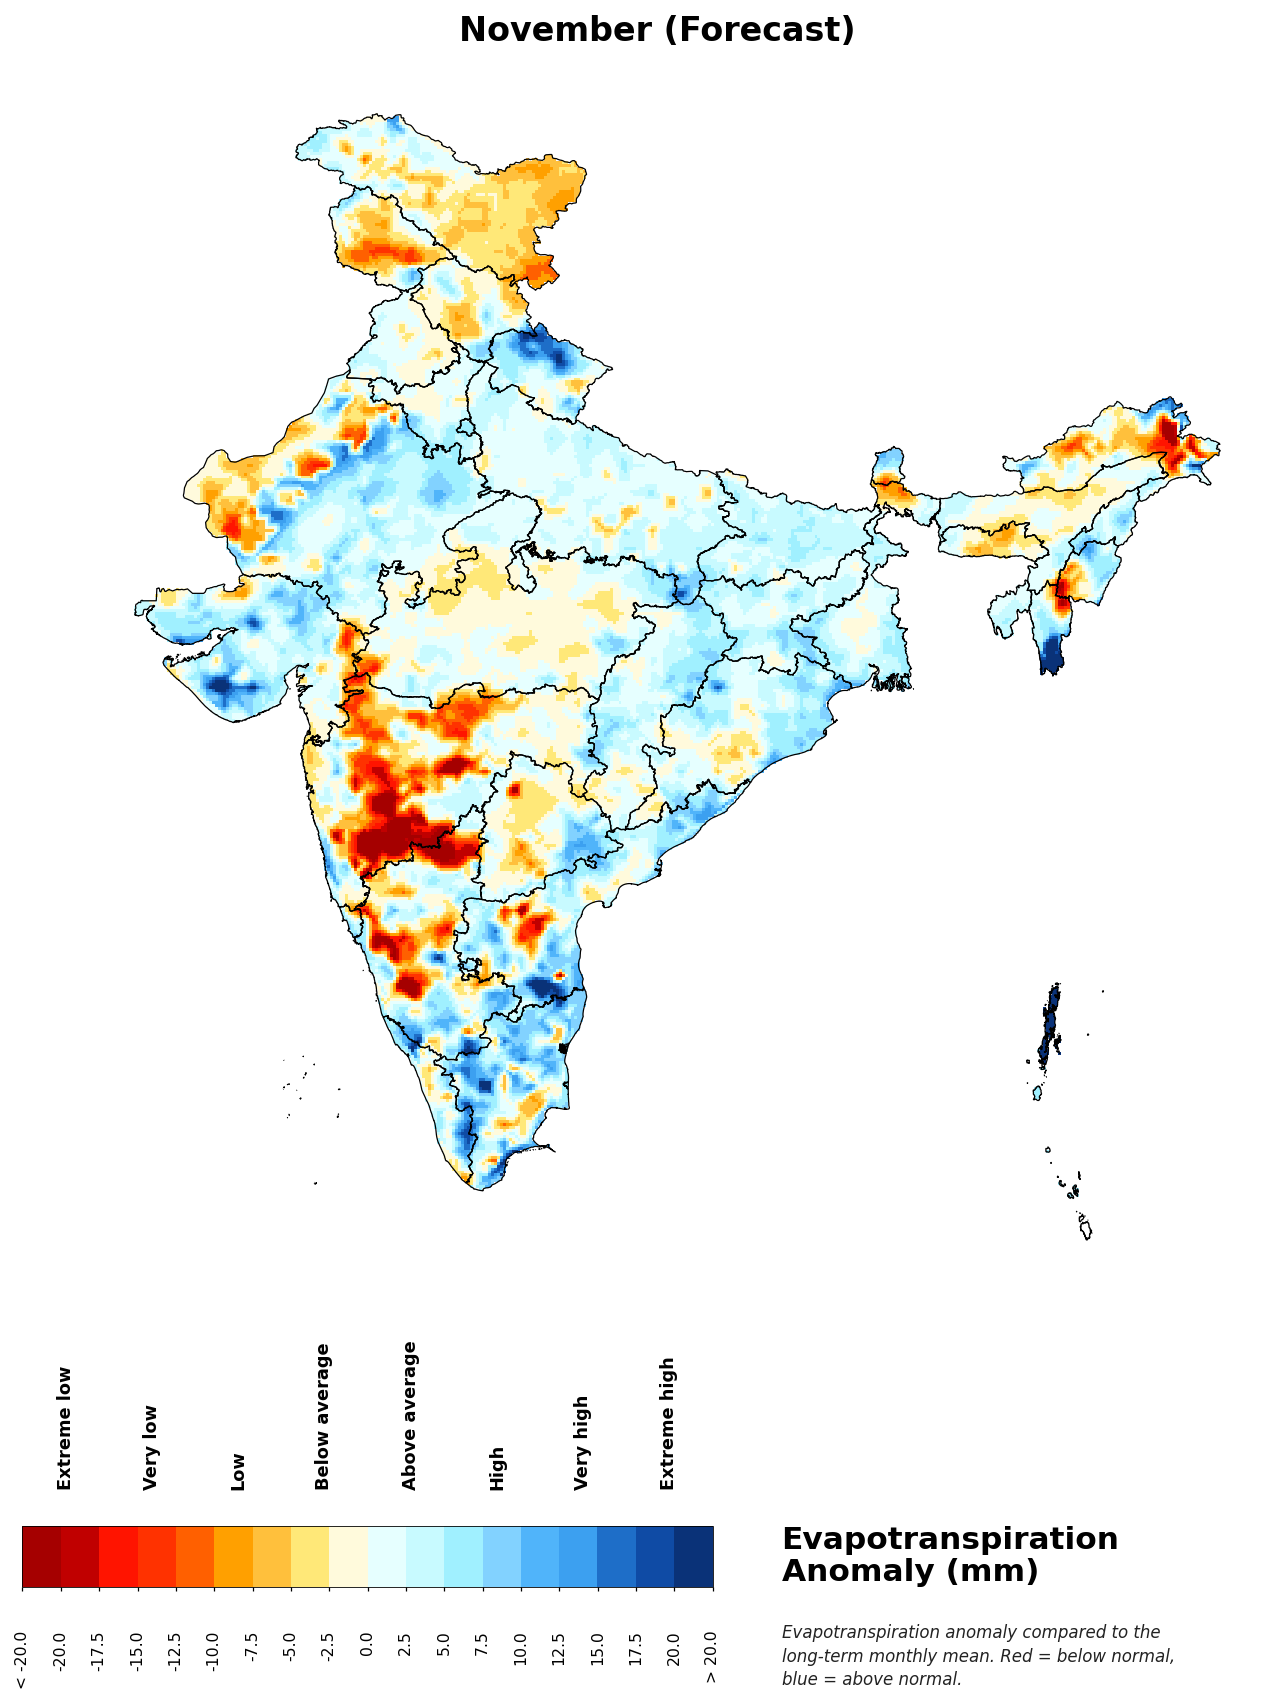 November (Forecast)
Extreme low
Very low
Low
Below average
Above average
High
Very high
Extreme high
< -20.0
-20.0
-17.5
-15.0
-12.5
-10.0
-7.5
-5.0
-2.5
0.0
2.5
5.0
7.5
10.0
12.5
15.0
17.5
20.0
> 20.0
Evapotranspiration
Anomaly (mm)
Evapotranspiration anomaly compared to the
long-term monthly mean. Red = below normal,
blue = above normal.